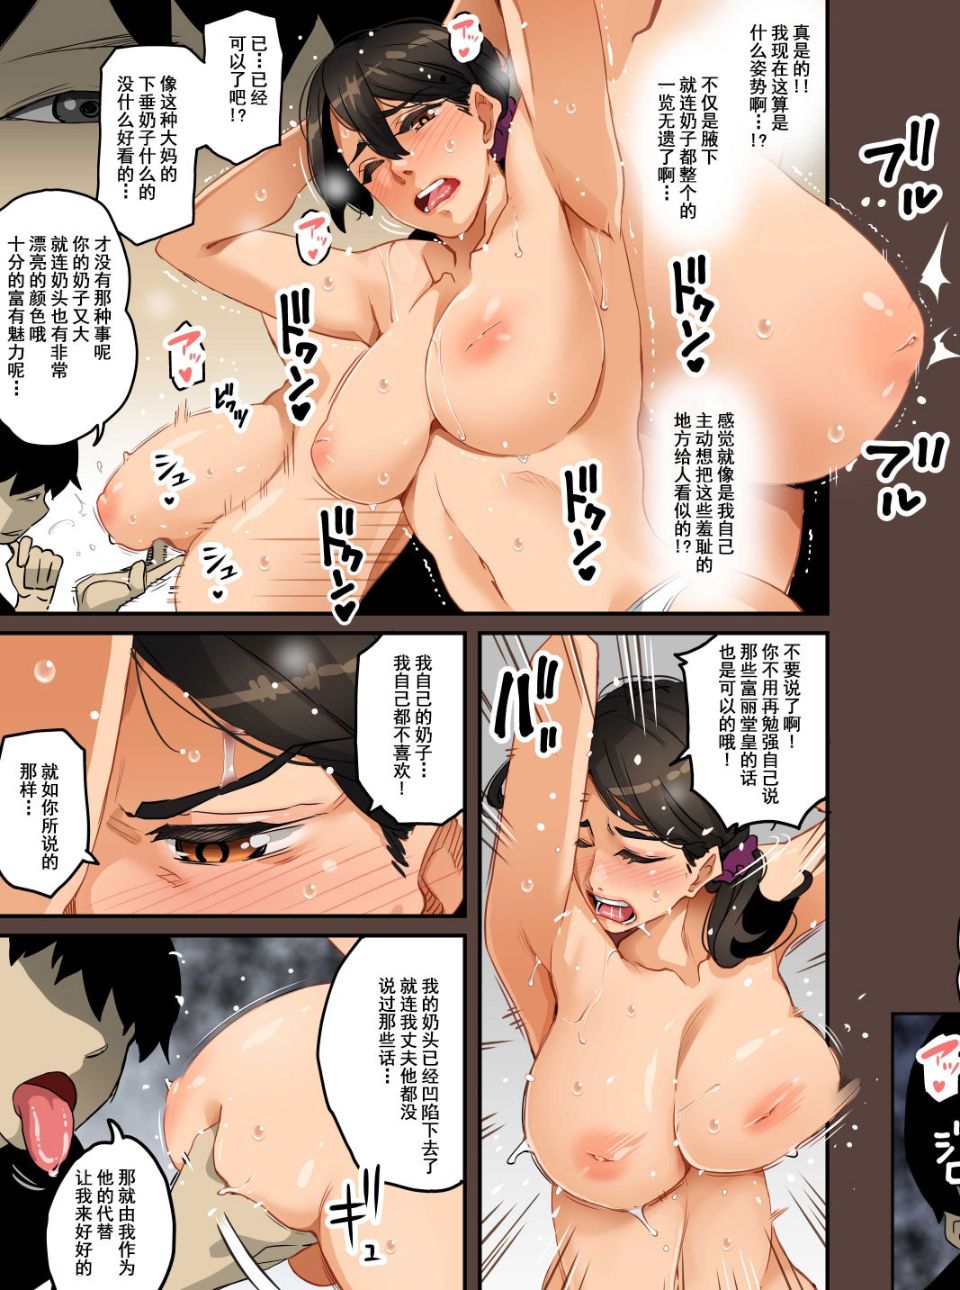 真是的!!
我现在这算是
什么姿势啊…!?
不仅是腋下
就连奶子都整个的
一览无遗了啊…
感觉就像是我自己
主动想把这些羞耻的
地方给人看似的!?
已…已经
可以了吧!?
像这种大妈的
下垂奶子什么的
没什么好看的…
才没有那种事呢
你的奶子又大
就连奶头也有非常
漂亮的颜色哦
十分的富有魅力呢…
ブルッ♥
ブルッ
アッ♥
アッ♥
アッ♥
ドクン♥
ドクン♥
ドクン♥
ドクン♥
ビクッ
シュッ♥
シュッ♥
不要说了啊!
你不用再勉强自己说
那些富丽堂皇的话
也是可以的哦!
我自己的奶子…
我自己都不喜欢!
就如你所说的
那样…
我的奶头已经凹陷下去了
就连我丈夫他都没
说过那些话…
那就由我作为
他的代替
让我来好好的
アッ♥